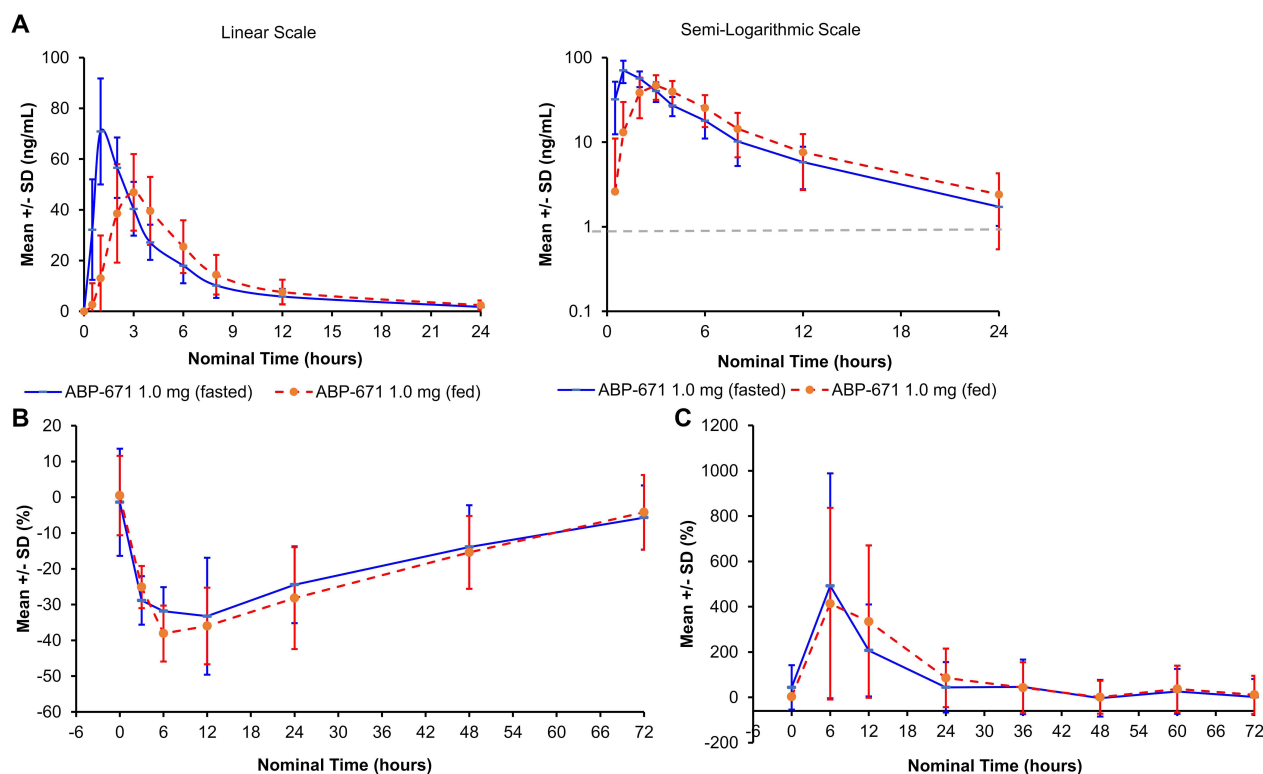 A
Linear Scale
Mean +/- SD (ng/mL)
100
80
60
40
20
0
0 3 6 9 12 15 18 21 24
Nominal Time (hours)
ABP-671 1.0 mg (fasted) ABP-671 1.0 mg (fed)
Semi-Logarithmic Scale
Mean +/- SD (ng/mL)
100
10
1
0.1
0 6 12 18 24
Nominal Time (hours)
ABP-671 1.0 mg (fasted) ABP-671 1.0 mg (fed)
B
Mean +/- SD (%)
20
10
0
-10
-20
-30
-40
-50
-60
-6 0 6 12 18 24 30 36 42 48 54 60 66 72
Nominal Time (hours)
C
Mean +/- SD (%)
1200
1000
800
600
400
200
0
-200
-6 0 6 12 18 24 30 36 42 48 54 60 66 72
Nominal Time (hours)